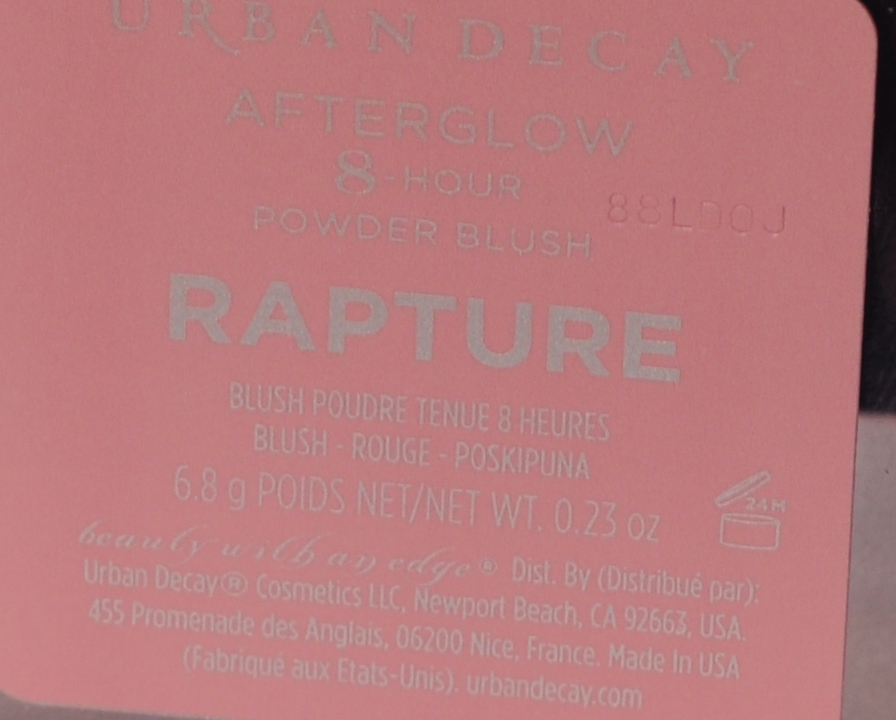 URBAN DECAY
AFTERGLOW
8-HOUR
POWDER BLUSH
88LD0J
RAPTURE
BLUSH POUDRE TENUE 8 HEURES
BLUSH - ROUGE - POSKIPUNA
6.8 g POIDS NET/NET WT. 0.23 oz
24M
beauty with an edge® Dist. By (Distribué par):
Urban Decay® Cosmetics LLC, Newport Beach, CA 92663, USA.
455 Promenade des Anglais, 06200 Nice, France. Made In USA
(Fabriqué aux Etats-Unis). urbandecay.com